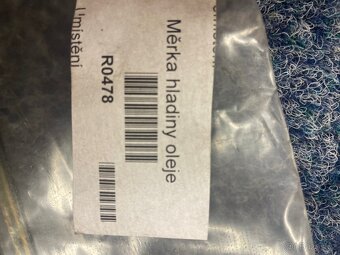 Měrka hladiny oleje
R0478
Umístění